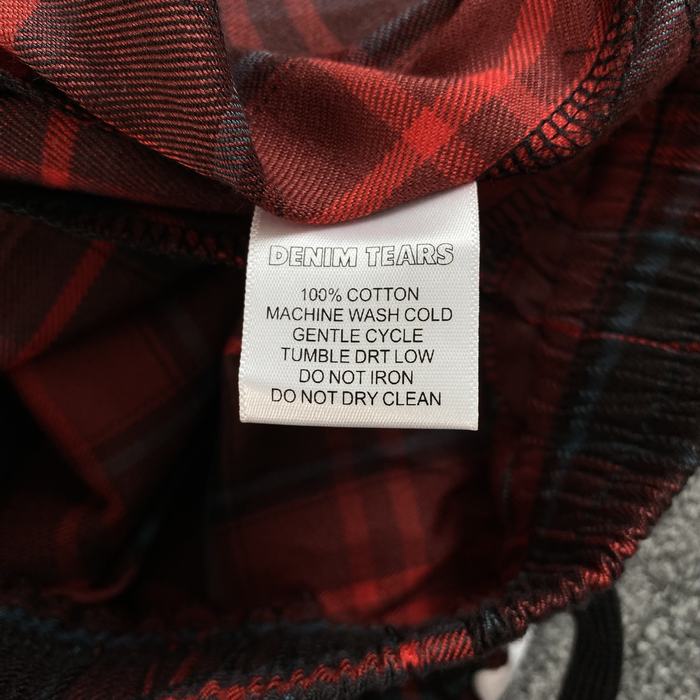 DENIM TEARS
100% COTTON
MACHINE WASH COLD
GENTLE CYCLE
TUMBLE DRT LOW
DO NOT IRON
DO NOT DRY CLEAN